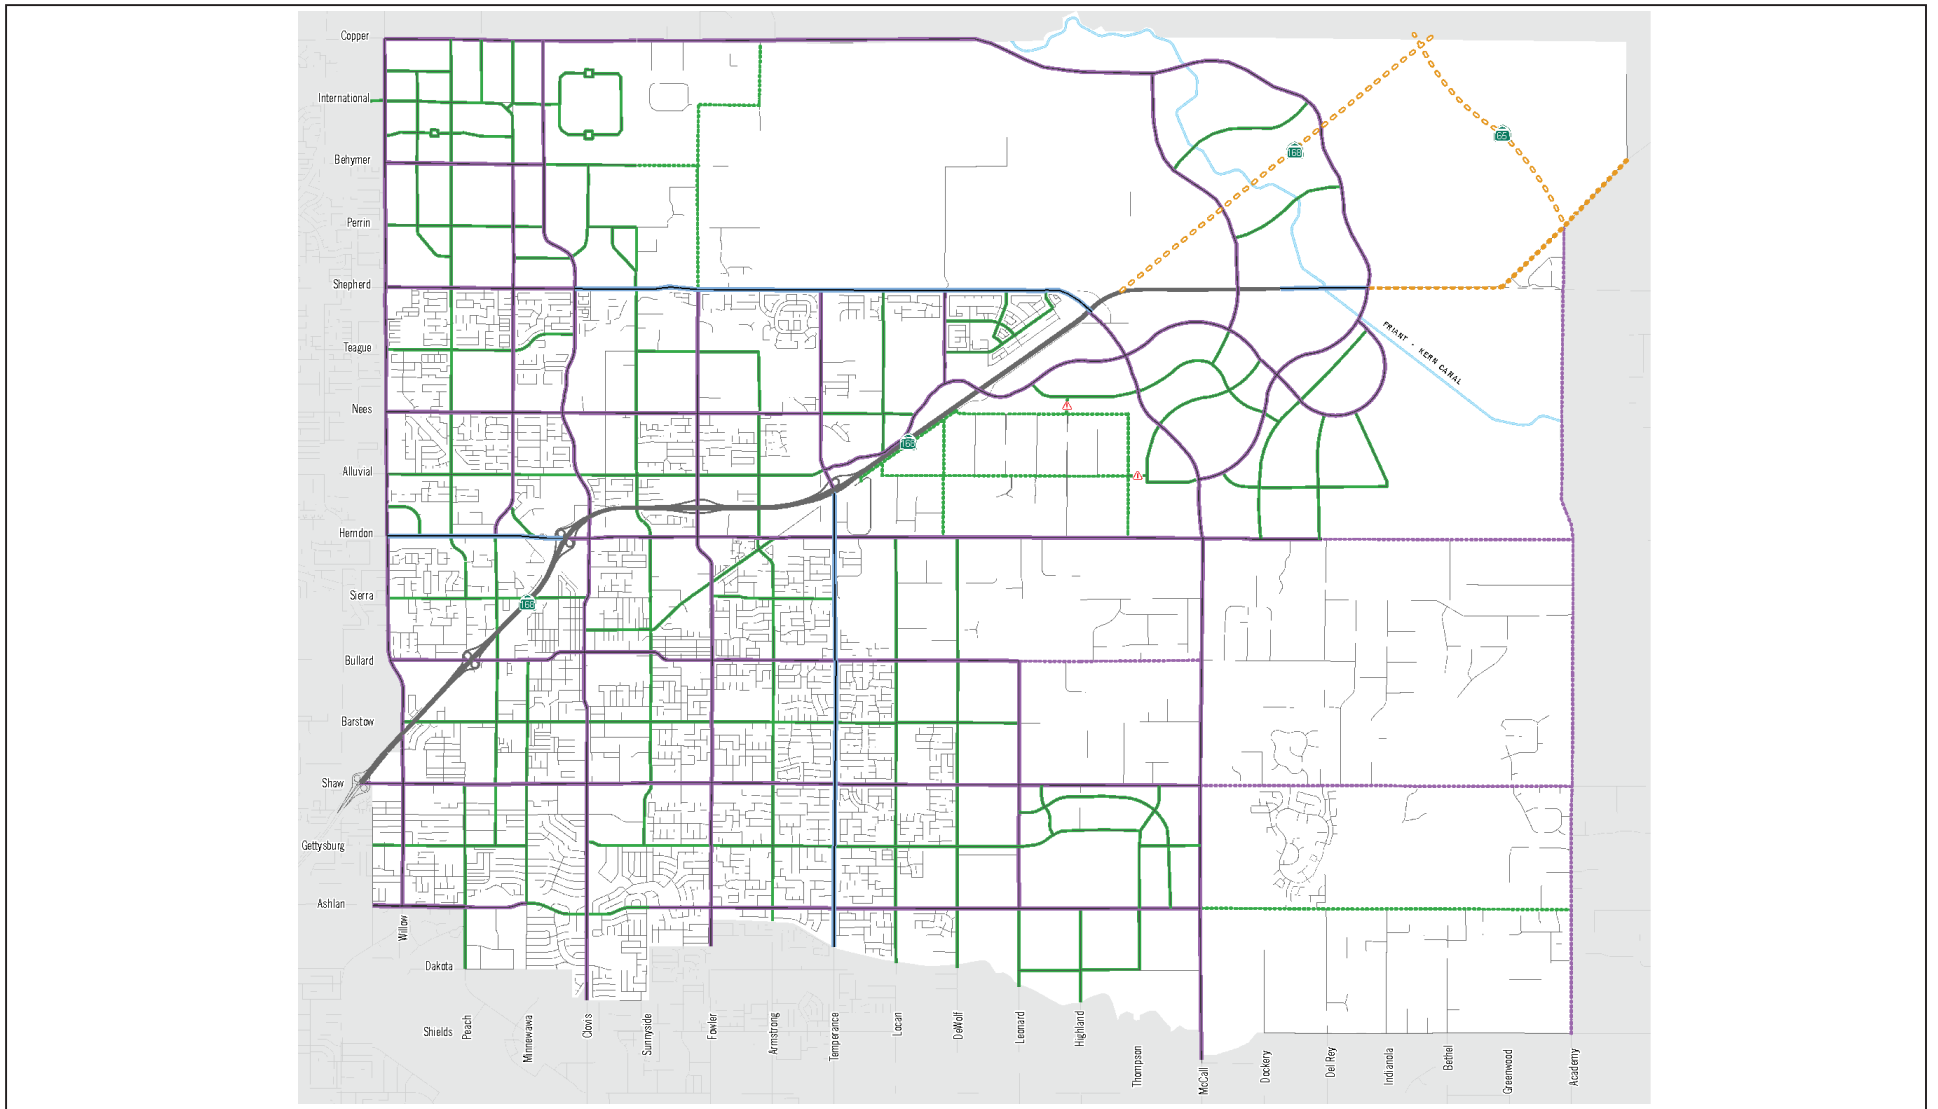 Copper
International
Behymer
Perrin
Shepherd
Teague
Nees
Alluvial
Herndon
Sierra
Bullard
Barstow
Shaw
Gettysburg
Ashlan
Dakota
Shields
168
65
168
168
FRIANT - KERN CANAL
Willow
Peach
Minnewawa
Clovis
Sunnyside
Fowler
Armstrong
Temperance
Locan
DeWolf
Leonard
Highland
Thompson
McCall
Dockery
Del Rey
Indianola
Bethel
Greenwood
Academy